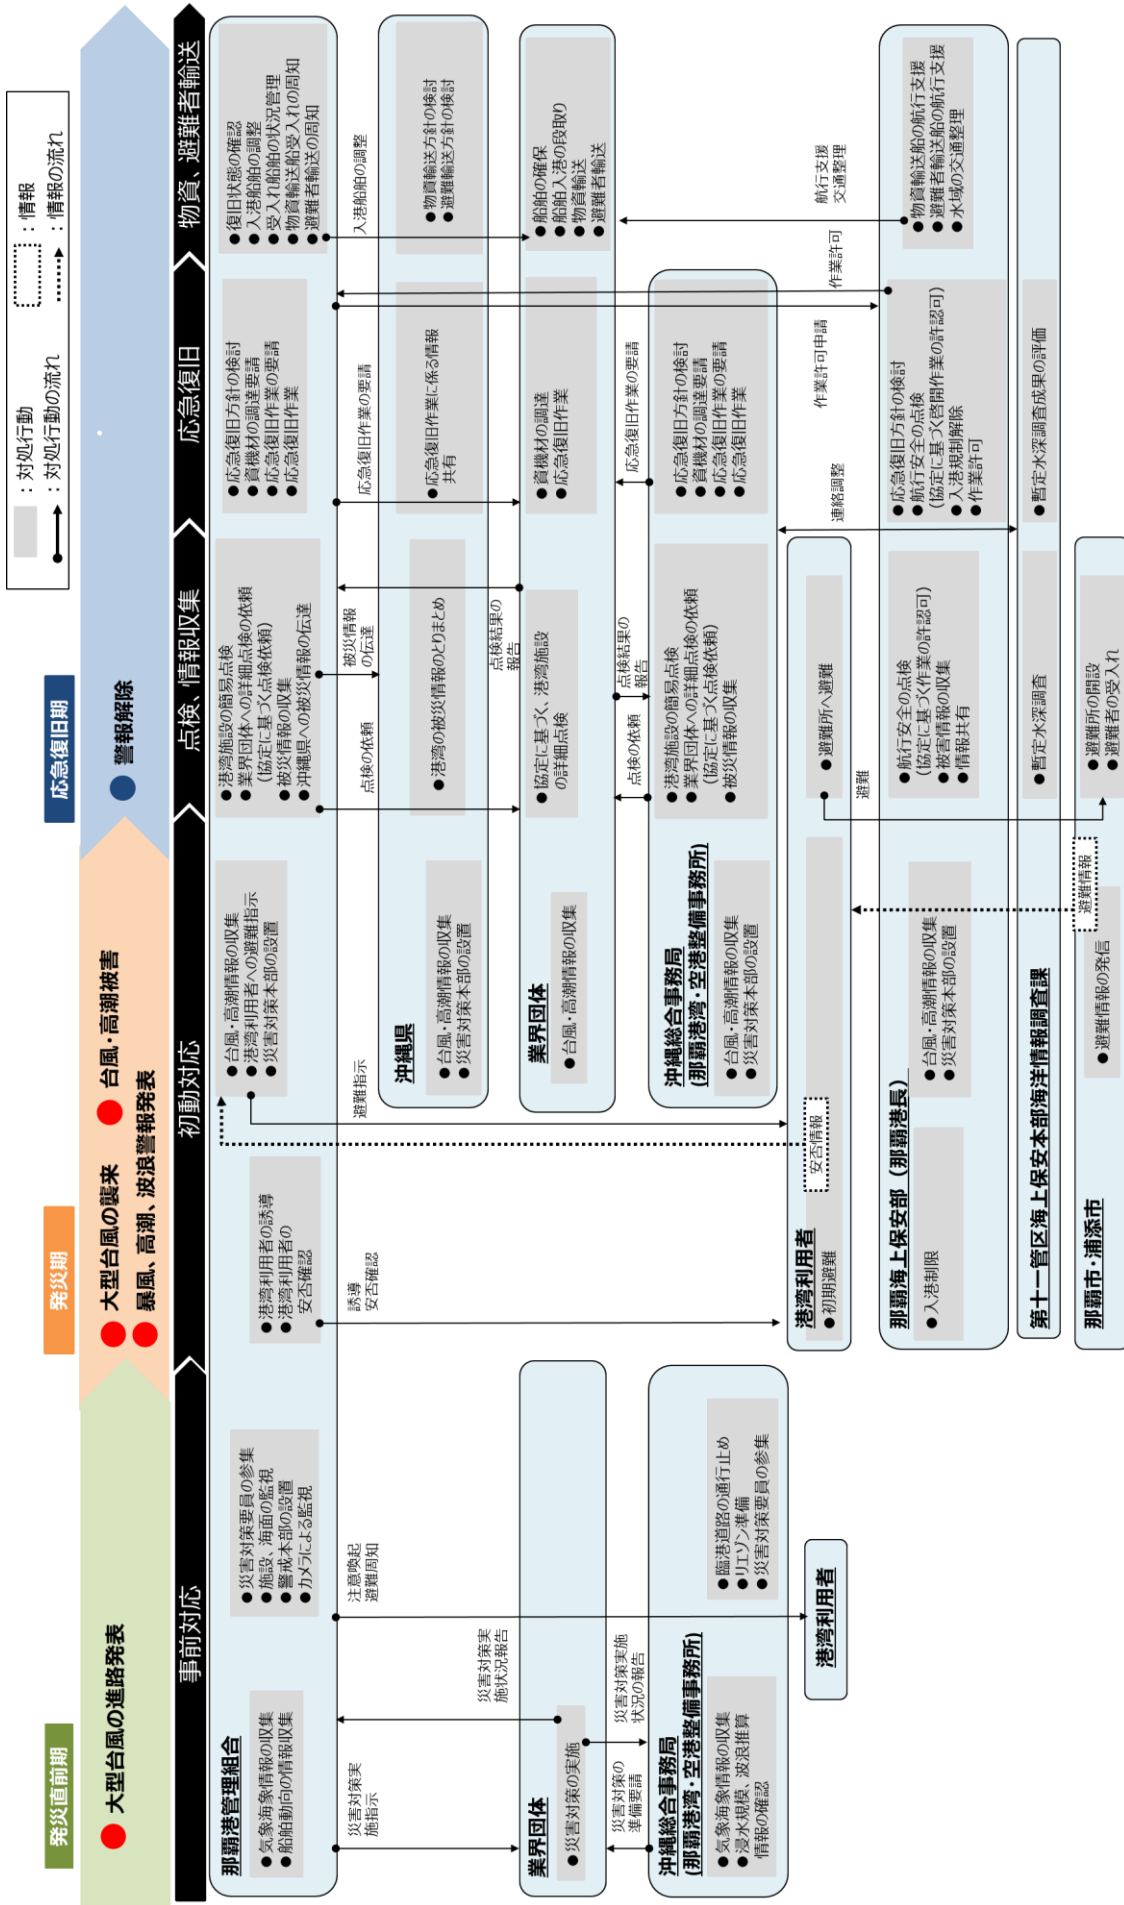 ：対処行動
：情報
：対処行動の流れ
：情報の流れ
発災直前期
発災期
応急復旧期
大型台風の進路発表
大型台風の襲来
台風・高潮被害
暴風、高潮、波浪警報発表
警報解除
事前対応
初動対応
点検、情報収集
応急復旧
物資、避難者輸送
那覇港管理組合
●気象海象情報の収集
●船舶動向の情報収集
●災害対策要員の参集
●施設、海面の監視
●警戒本部の設置
●カメラによる監視
●港湾利用者の誘導
●港湾利用者の
安否確認
●台風・高潮情報の収集
●港湾利用者への避難指示
●災害対策本部の設置
●港湾施設の簡易点検
●業界団体への詳細点検の依頼
（協定に基づく点検依頼）
●被災情報の収集
●沖縄県への被災情報の伝達
●応急復旧方針の検討
●資機材の調達要請
●応急復旧作業の要請
●応急復旧作業
●復旧状態の確認
●入港船舶の調整
●受入れ船舶の状況管理
●物資輸送船受入れの周知
●避難者輸送の周知
災害対策実
施指示
災害対策実
施状況報告
注意喚起
避難周知
誘導
安否確認
避難指示
点検の依頼
被災情報
の伝達
応急復旧作業の要請
入港船舶の調整
沖縄県
●台風・高潮情報の収集
●災害対策本部の設置
●港湾の被災情報のとりまとめ
●応急復旧作業に係る情報
共有
●物資輸送方針の検討
●避難輸送方針の検討
点検結果の
報告
業界団体
●災害対策の実施
業界団体
●台風・高潮情報の収集
●協定に基づく、港湾施設
の詳細点検
●資機材の調達
●応急復旧作業
●船舶の確保
●船舶入港の段取り
●物資輸送
●避難者輸送
災害対策の
準備要請
災害対策実施
状況の報告
点検の依頼
点検結果の
報告
応急復旧作業の要請
沖縄総合事務局
(那覇港湾・空港整備事務所)
●気象海象情報の収集
●浸水規模、波浪推算
情報の確認
●臨港道路の通行止め
●リエゾン準備
●災害対策要員の参集
沖縄総合事務局
(那覇港湾・空港整備事務所)
●台風・高潮情報の収集
●災害対策本部の設置
●港湾施設の簡易点検
●業界団体への詳細点検の依頼
（協定に基づく点検依頼）
●被災情報の収集
●応急復旧方針の検討
●資機材の調達要請
●応急復旧作業の要請
●応急復旧作業
港湾利用者
港湾利用者
●初期避難
安否情報
●避難所へ避難
避難
連絡調整
作業許可申請
作業許可
航行支援
交通整理
那覇海上保安部（那覇港長）
●入港制限
●台風・高潮情報の収集
●災害対策本部の設置
●航行安全の点検
（協定に基づく作業の許認可）
●被害情報の収集
●情報共有
●応急復旧方針の検討
●航行安全の点検
（協定に基づく啓開作業の許認可）
●入港規制解除
●作業許可
●物資輸送船の航行支援
●避難者輸送船の航行支援
●水域の交通整理
第十一管区海上保安本部海洋情報調査課
●暫定水深調査
●暫定水深調査成果の評価
那覇市・浦添市
●避難情報の発信
避難情報
●避難所の開設
●避難者の受入れ